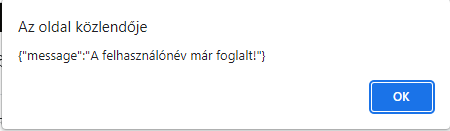 Az oldal közlendője
{"message":"A felhasználónév már foglalt!"}
OK